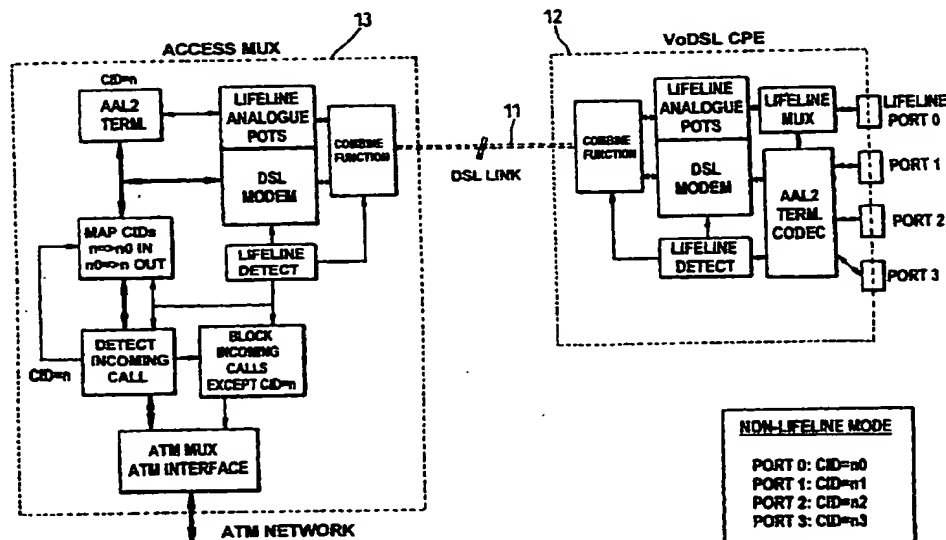 13
ACCESS MUX
CID=n
AAL2
TERM.
LIFELINE
ANALOGUE
POTS
DSL
MODEM
COMBINE
FUNCTION
MAP CIDs
n=>n0 IN
n0=>n OUT
LIFELINE
DETECT
DETECT
INCOMING
CALL
CID=n
BLOCK
INCOMING
CALLS
EXCEPT CID=n
ATM MUX
ATM INTERFACE
ATM NETWORK
11
DSL LINK
12
VoDSL CPE
COMBINE
FUNCTION
LIFELINE
ANALOGUE
POTS
DSL
MODEM
LIFELINE
DETECT
LIFELINE
MUX
AAL2
TERM.
CODEC
LIFELINE
PORT 0
PORT 1
PORT 2
PORT 3
NON-LIFELINE MODE
PORT 0: CID=n0
PORT 1: CID=n1
PORT 2: CID=n2
PORT 3: CID=n3